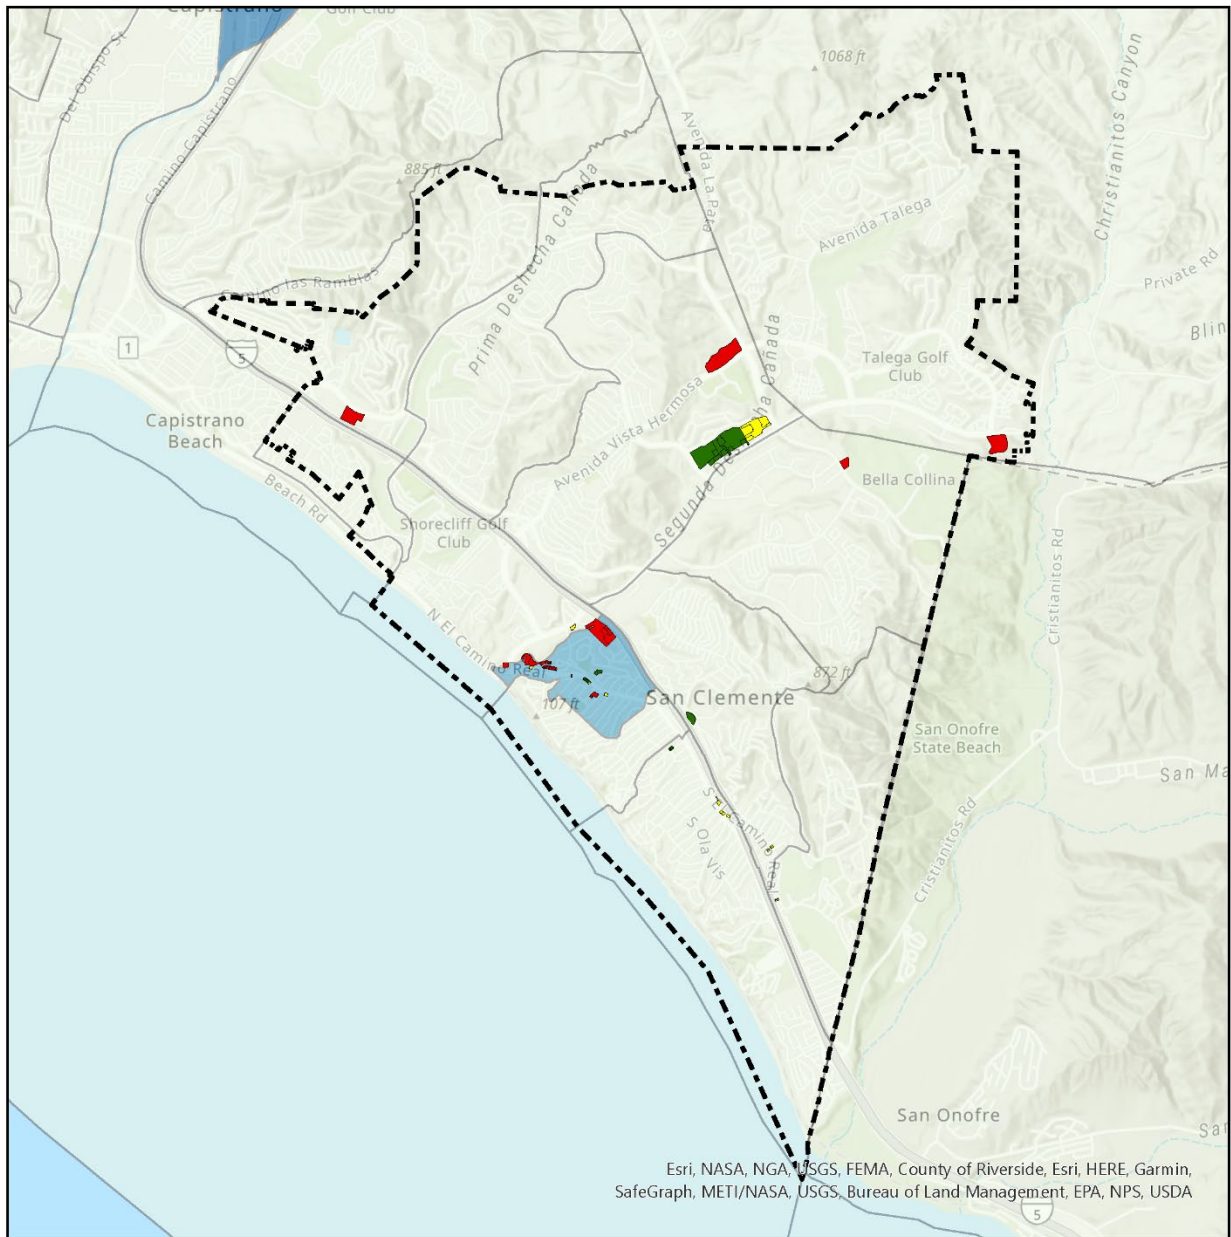 Capistrano
Golf Club
Del Obispo St
Camino Capistrano
1068 ft
Christianitos Canyon
Avenida La Pata
885 ft
Prima Deshecha Cañada
Avenida Talega
Private Rd
Camino las Ramblas
1
5
Blin
Talega Golf
Club
Avenida Vista Hermosa
Segunda Deshecha Cañada
Capistrano
Beach
Beach Rd
Bella Collina
Shorecliff Golf
Club
Cristianitos Rd
N El Camino Real
872 ft
San Clemente
107 ft
San Onofre
State Beach
San Ma
S El Camino Real
S Ola Vis
Cristianitos Rd
San Onofre
San
Esri, NASA, NGA, USGS, FEMA, County of Riverside, Esri, HERE, Garmin,
SafeGraph, METI/NASA, USGS, Bureau of Land Management, EPA, NPS, USDA
5